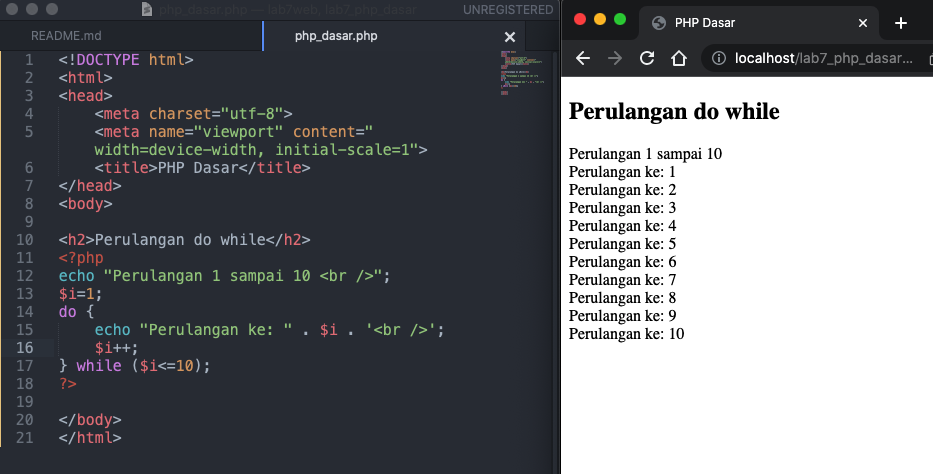 php_dasar.php — lab7web, lab7_php_dasar
UNREGISTERED
README.md
php_dasar.php
1 <!DOCTYPE html>
2 <html>
3 <head>
4 <meta charset="utf-8">
5 <meta name="viewport" content="
width=device-width, initial-scale=1">
6 <title>PHP Dasar</title>
7 </head>
8 <body>
9
10 <h2>Perulangan do while</h2>
11 <?php
12 echo "Perulangan 1 sampai 10 <br />";
13 $i=1;
14 do {
15 echo "Perulangan ke: " . $i . '<br />';
16 $i++;
17 } while ($i<=10);
18 ?>
19
20 </body>
21 </html>
PHP Dasar
localhost/lab7_php_dasar...
Perulangan do while
Perulangan 1 sampai 10
Perulangan ke: 1
Perulangan ke: 2
Perulangan ke: 3
Perulangan ke: 4
Perulangan ke: 5
Perulangan ke: 6
Perulangan ke: 7
Perulangan ke: 8
Perulangan ke: 9
Perulangan ke: 10